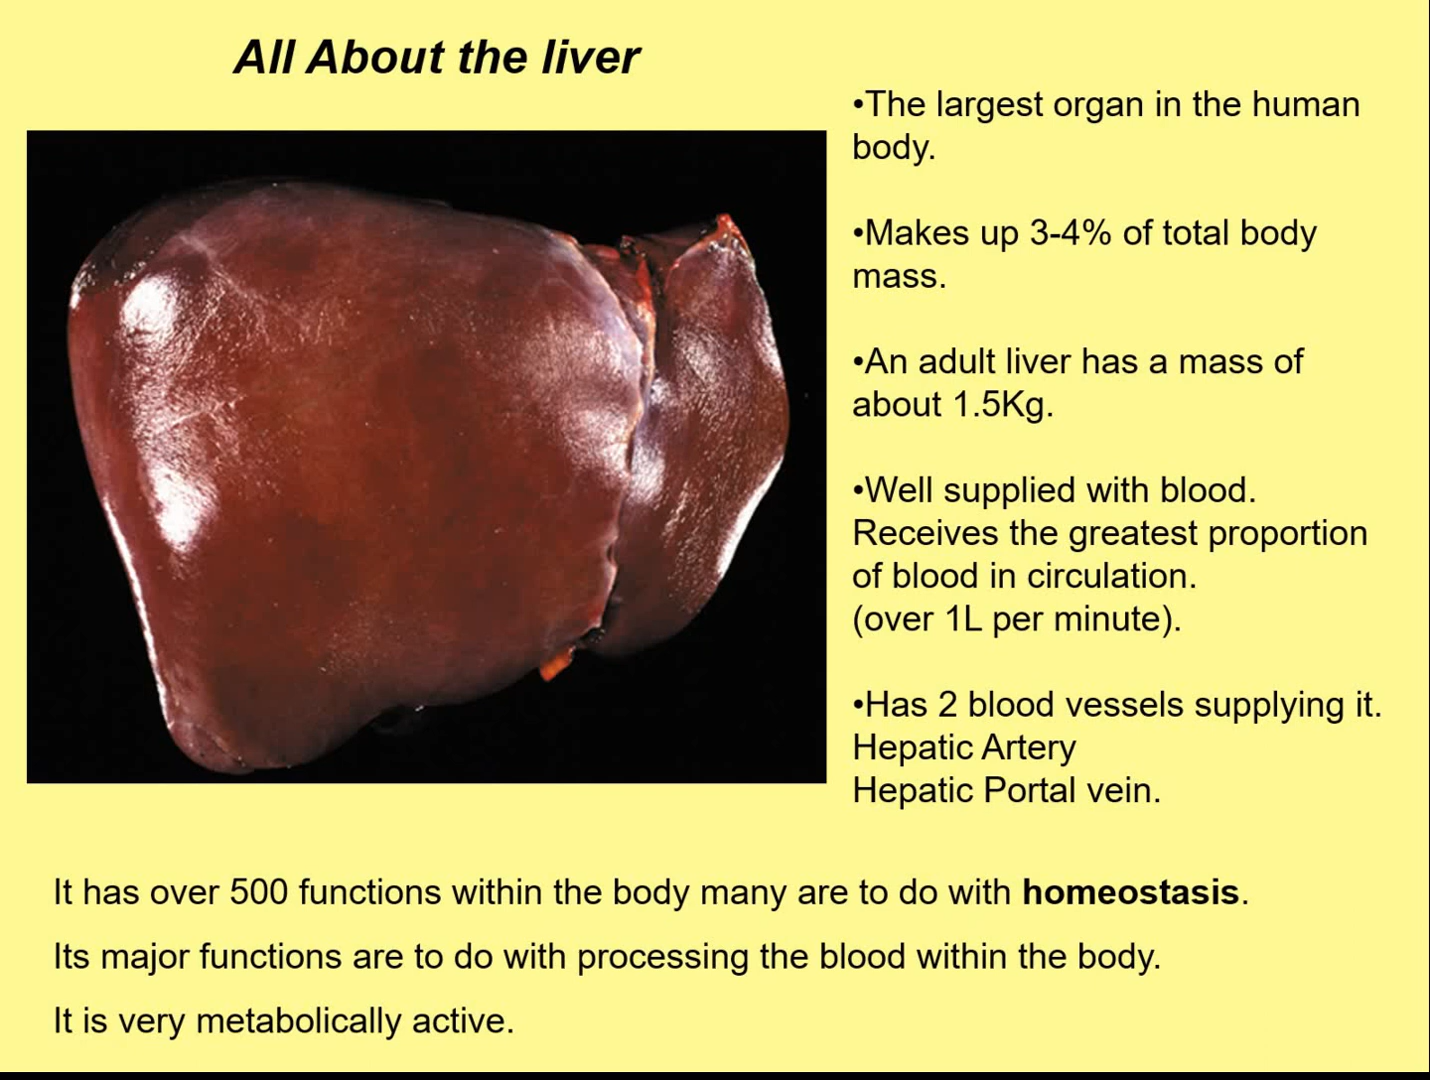 All About the liver
•The largest organ in the human
body.
•Makes up 3-4% of total body
mass.
•An adult liver has a mass of
about 1.5Kg.
•Well supplied with blood.
Receives the greatest proportion
of blood in circulation.
(over 1L per minute).
•Has 2 blood vessels supplying it.
Hepatic Artery
Hepatic Portal vein.
It has over 500 functions within the body many are to do with homeostasis.
Its major functions are to do with processing the blood within the body.
It is very metabolically active.